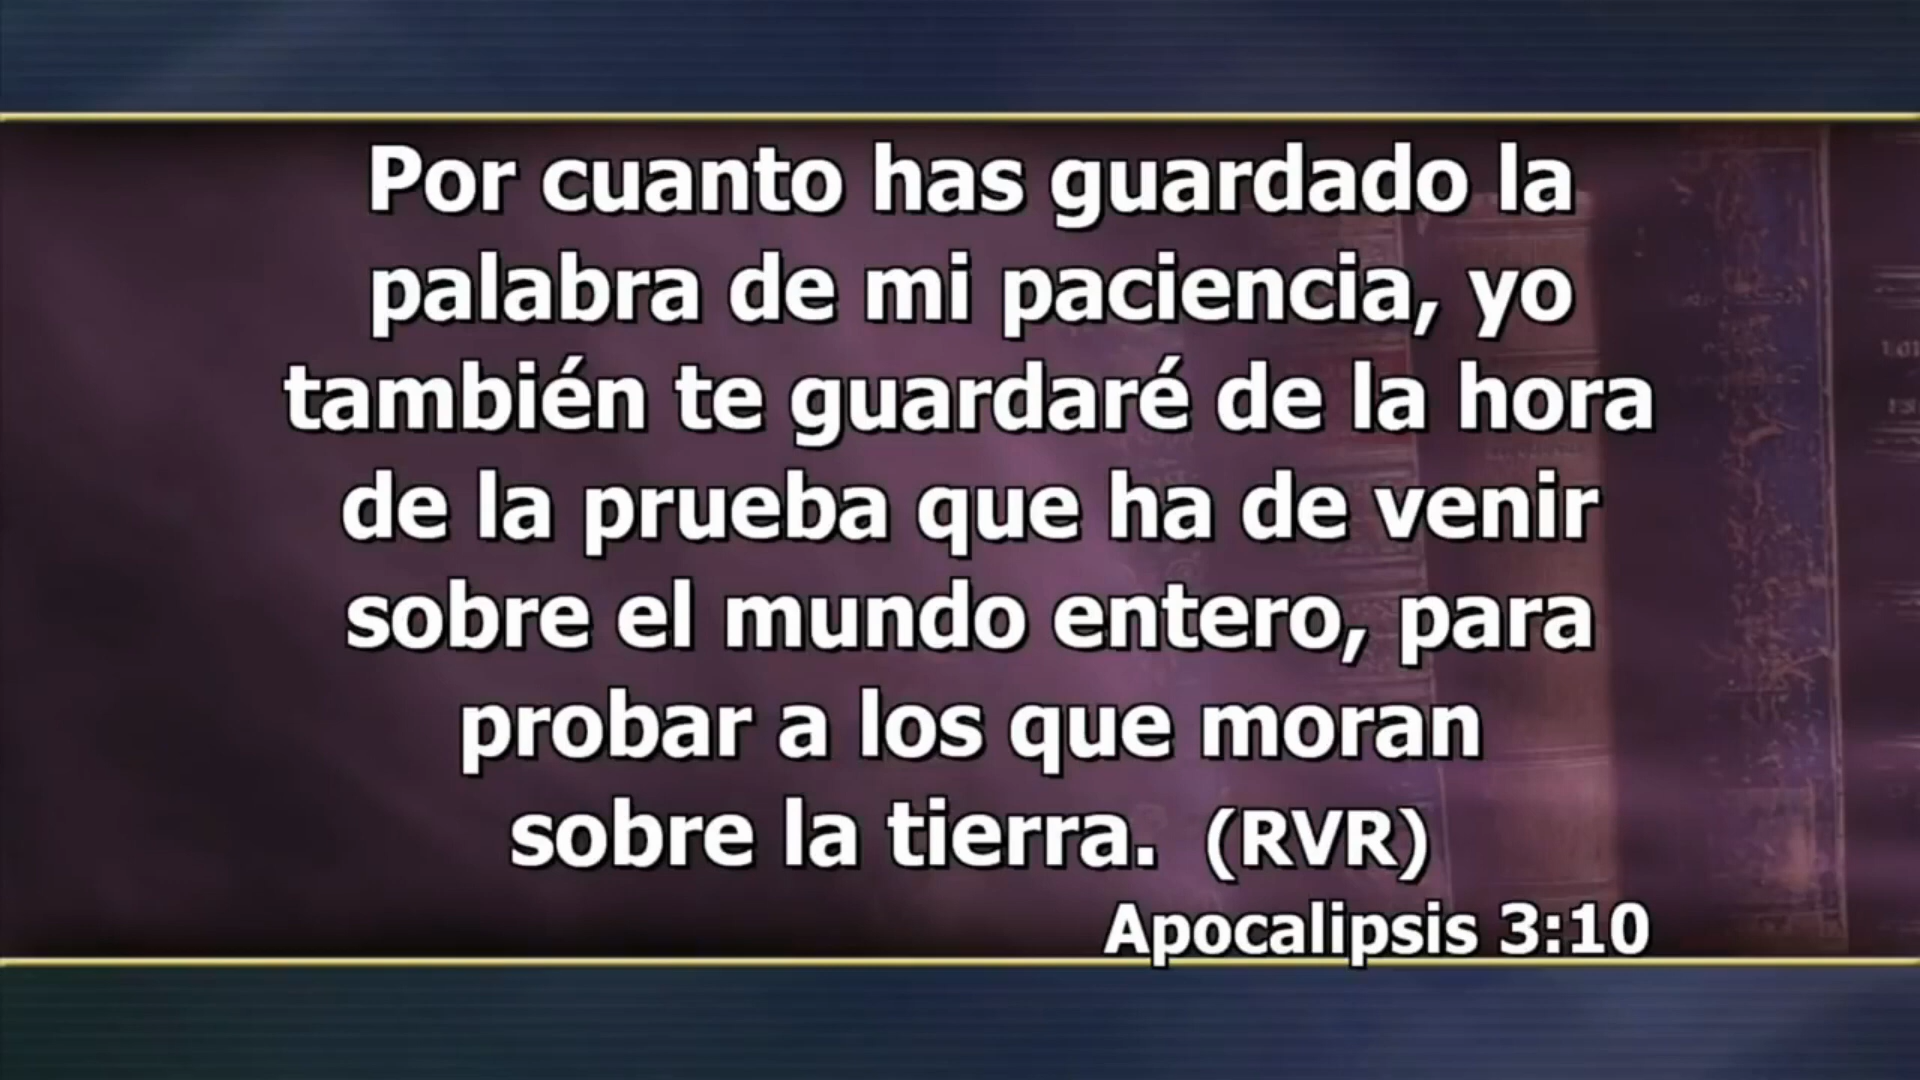 Por cuanto has guardado la
palabra de mi paciencia, yo
también te guardaré de la hora
de la prueba que ha de venir
sobre el mundo entero, para
probar a los que moran
sobre la tierra. (RVR)
Apocalipsis 3:10